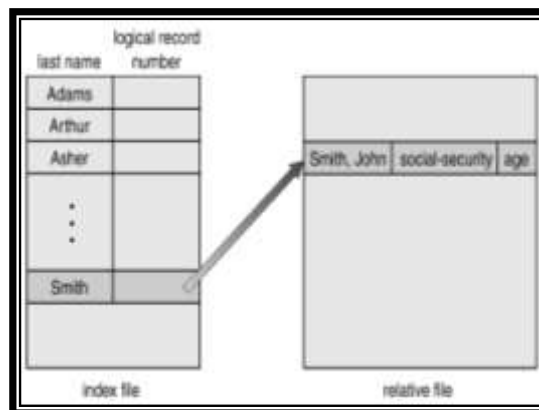 logical record
last name number
Adams
Arthur
Asher
Smith
Smith, John social-security age
index file relative file